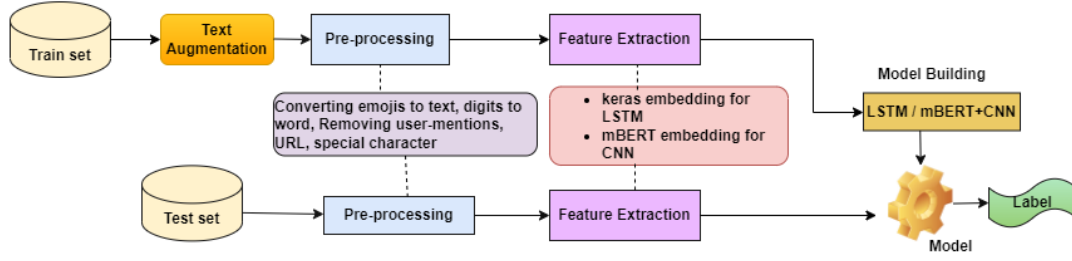 Train set
Text
Augmentation
Pre-processing
Feature Extraction
Model Building
LSTM / mBERT+CNN
Converting emojis to text, digits to
word, Removing user-mentions,
URL, special character
• keras embedding for
LSTM
• mBERT embedding for
CNN
Test set
Pre-processing
Feature Extraction
Model
Label